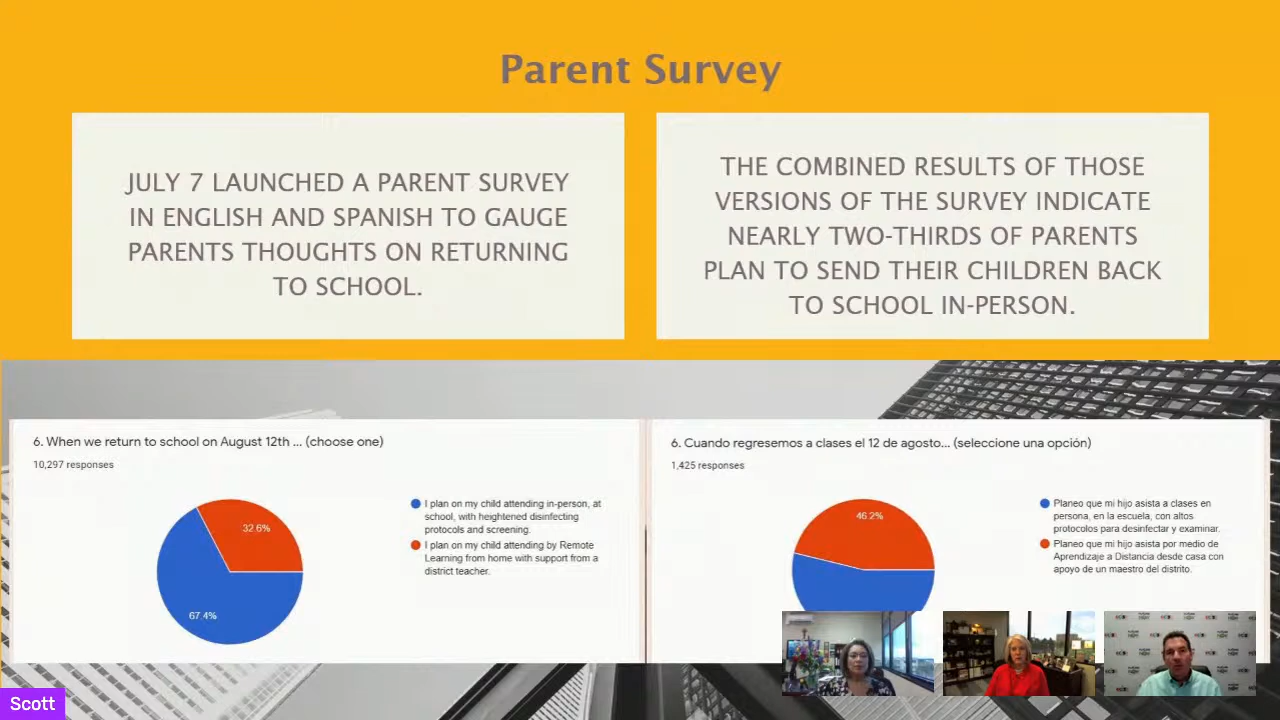 Parent Survey
JULY 7 LAUNCHED A PARENT SURVEY
IN ENGLISH AND SPANISH TO GAUGE
PARENTS THOUGHTS ON RETURNING
TO SCHOOL.
THE COMBINED RESULTS OF THOSE
VERSIONS OF THE SURVEY INDICATE
NEARLY TWO-THIRDS OF PARENTS
PLAN TO SEND THEIR CHILDREN BACK
TO SCHOOL IN-PERSON.
6. When we return to school on August 12th ... (choose one)
10,297 responses
32.6%
67.4%
I plan on my child attending in-person, at
school, with heightened disinfecting
protocols and screening.
I plan on my child attending by Remote
Learning from home with support from a
district teacher.
6. Cuando regresemos a clases el 12 de agosto... (seleccione una opción)
1,425 responses
46.2%
Planeo que mi hijo asista a clases en
persona, en la escuela, con altos
protocolos para desinfectar y examinar.
Planeo que mi hijo asista por medio de
Aprendizaje a Distancia desde casa con
apoyo de un maestro del distrito.
Scott